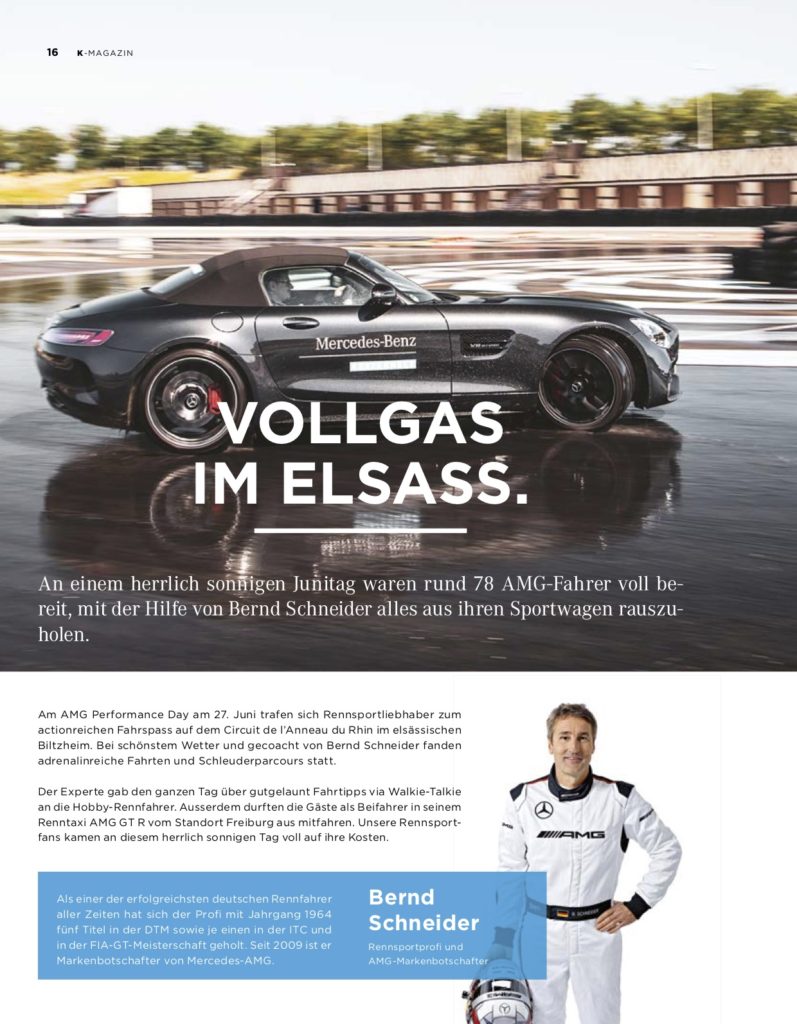 16 K-MAGAZIN
Mercedes-Benz
VOLLGAS
IM ELSASS.
An einem herrlich sonnigen Junitag waren rund 78 AMG-Fahrer voll be-
reit, mit der Hilfe von Bernd Schneider alles aus ihren Sportwagen rauszu-
holen.
Am AMG Performance Day am 27. Juni trafen sich Rennsportliebhaber zum
actionreichen Fahrspass auf dem Circuit de l’Anneau du Rhin im elsässischen
Biltzheim. Bei schönstem Wetter und gecoacht von Bernd Schneider fanden
adrenalinreiche Fahrten und Schleuderparcours statt.
Der Experte gab den ganzen Tag über gutgelaunt Fahrtipps via Walkie-Talkie
an die Hobby-Rennfahrer. Ausserdem durften die Gäste als Beifahrer in seinem
Renntaxi AMG GT R vom Standort Freiburg aus mitfahren. Unsere Rennsport-
fans kamen an diesem herrlich sonnigen Tag voll auf ihre Kosten.
AMG
B. SCHNEIDER
Als einer der erfolgreichsten deutschen Rennfahrer
aller Zeiten hat sich der Profi mit Jahrgang 1964
fünf Titel in der DTM sowie je einen in der ITC und
in der FIA-GT-Meisterschaft geholt. Seit 2009 ist er
Markenbotschafter von Mercedes-AMG.
Bernd
Schneider
Rennsportprofi und
AMG-Markenbotschafter